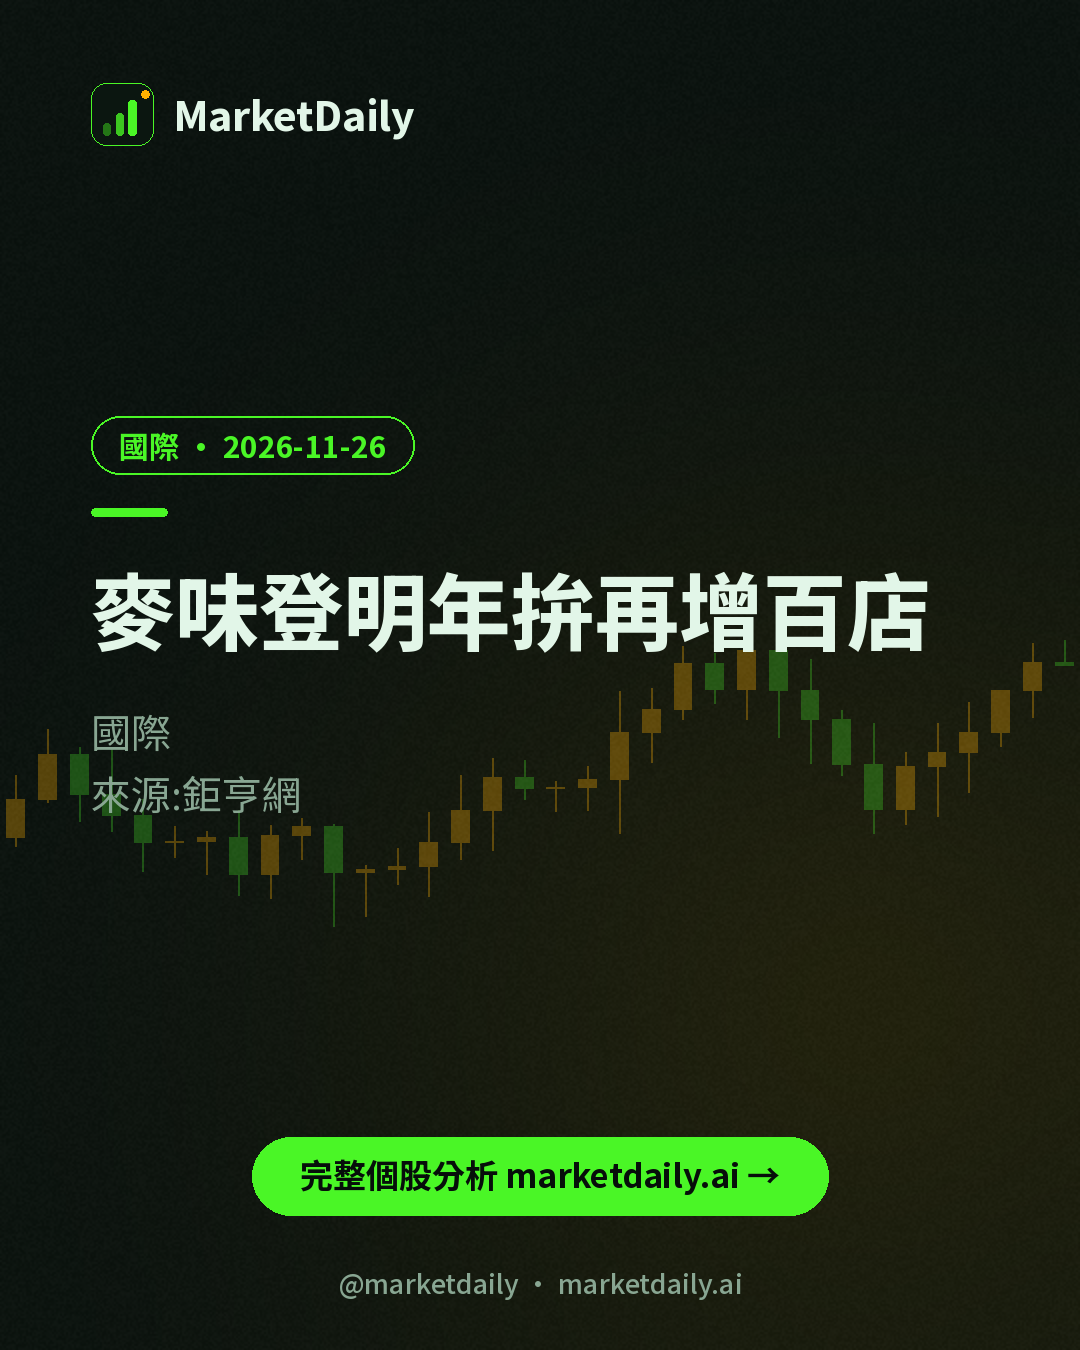 MarketDaily
國際 • 2026-11-26
麥味登明年拚再增百店
國際
來源:鉅亨網
完整個股分析 marketdaily.ai →
@marketdaily • marketdaily.ai